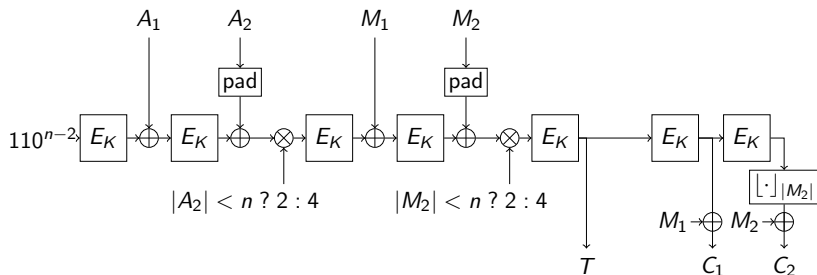 A₁ A₂ M₁ M₂
pad pad
110ⁿ⁻² E_K E_K E_K E_K E_K E_K E_K
⌊·⌋|M₂|
|A₂| < n ? 2 : 4 |M₂| < n ? 2 : 4
M₁ M₂
T C₁ C₂